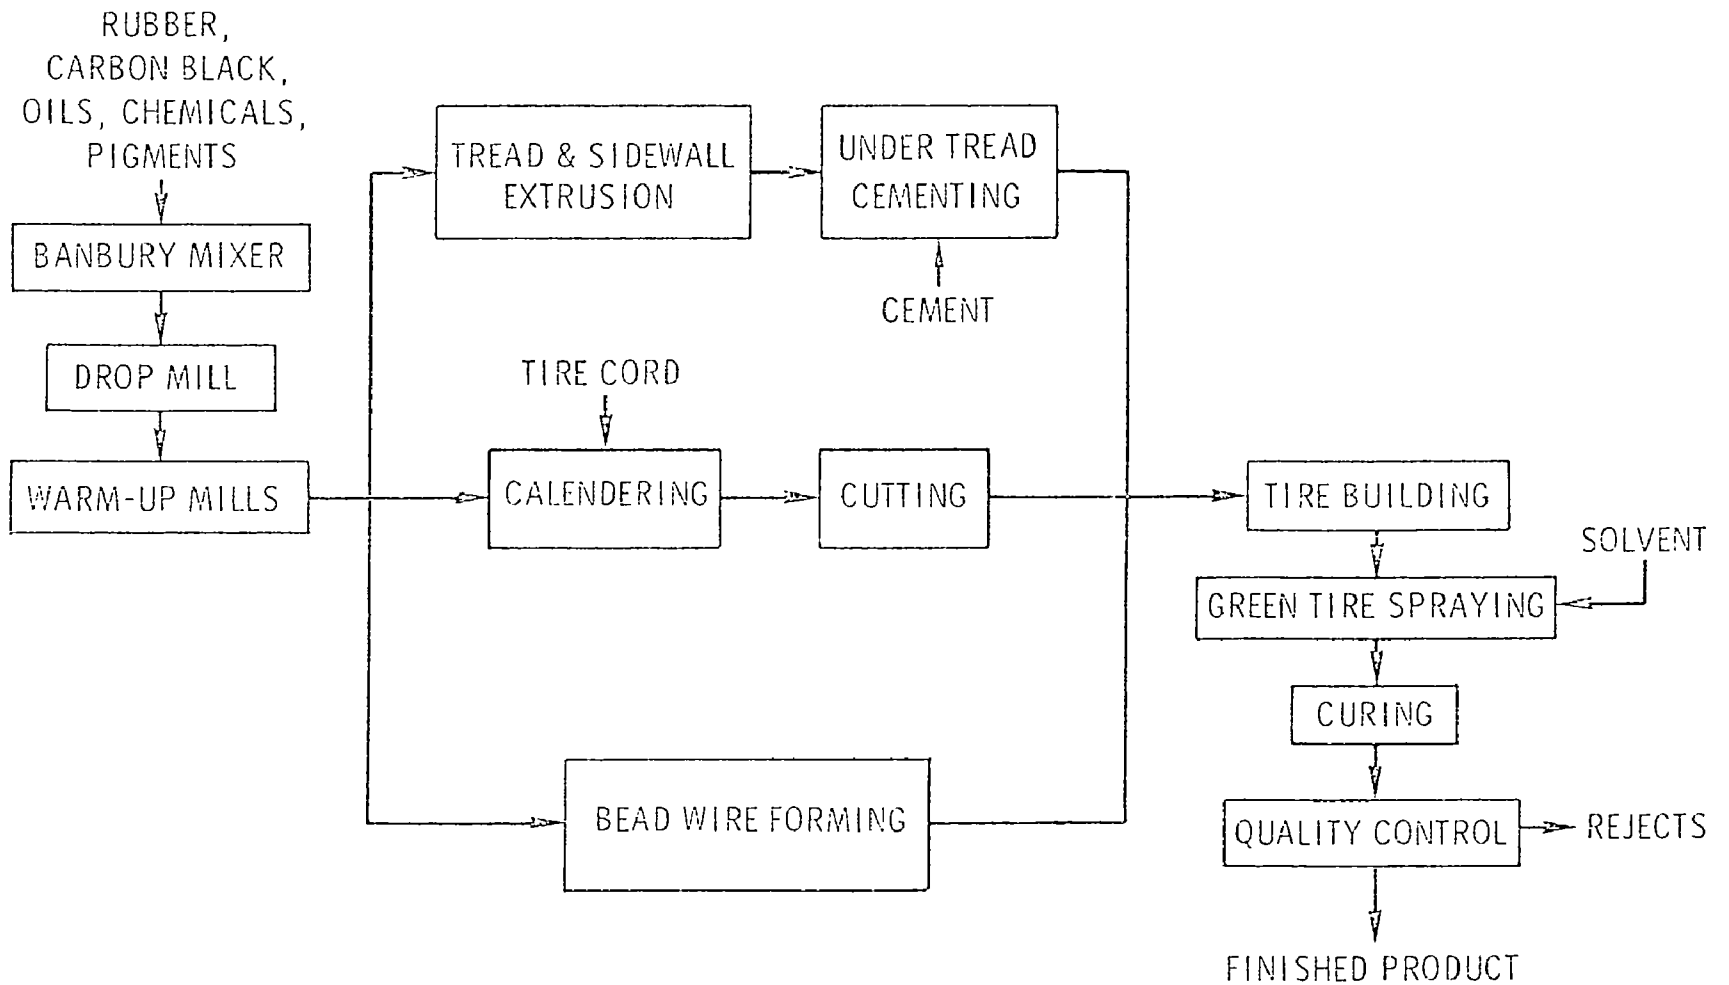 RUBBER,
CARBON BLACK,
OILS, CHEMICALS,
PIGMENTS
BANBURY MIXER
DROP MILL
WARM-UP MILLS
TREAD & SIDEWALL
EXTRUSION
UNDER TREAD
CEMENTING
CEMENT
TIRE CORD
CALENDERING
CUTTING
BEAD WIRE FORMING
TIRE BUILDING
SOLVENT
GREEN TIRE SPRAYING
CURING
QUALITY CONTROL
REJECTS
FINISHED PRODUCT